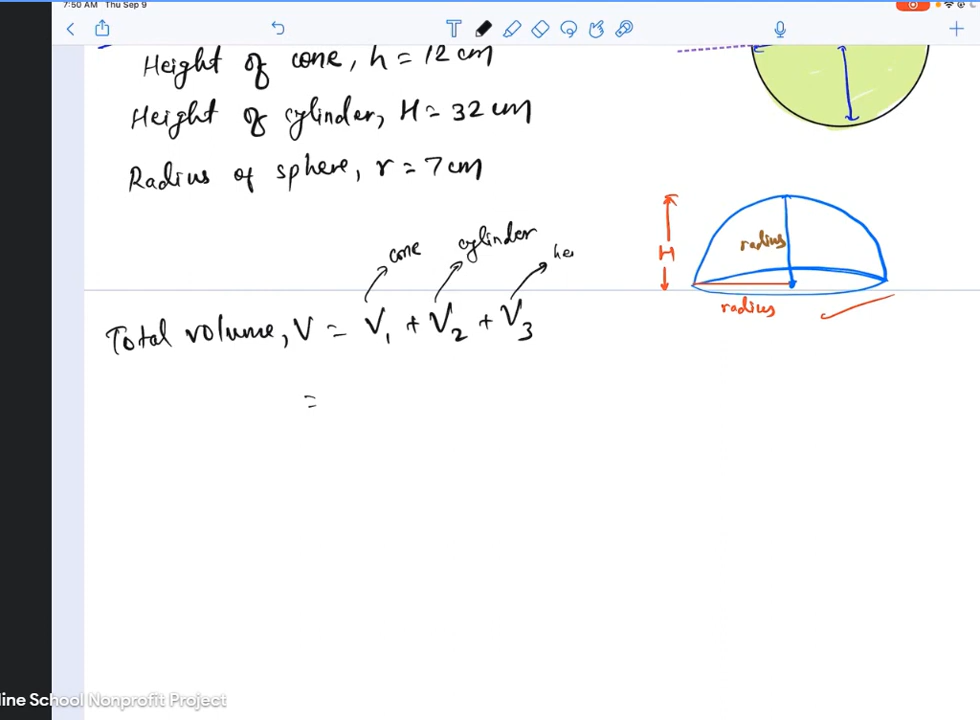 7:50 AM Thu Sep 9
T
Height of cone, h = 12 cm
Height of cylinder, H = 32 cm
Radius of sphere, r = 7 cm
cone cylinder he
H radius
radius
Total volume, V = V₁ + V₂ + V₃
=
line School Nonprofit Project